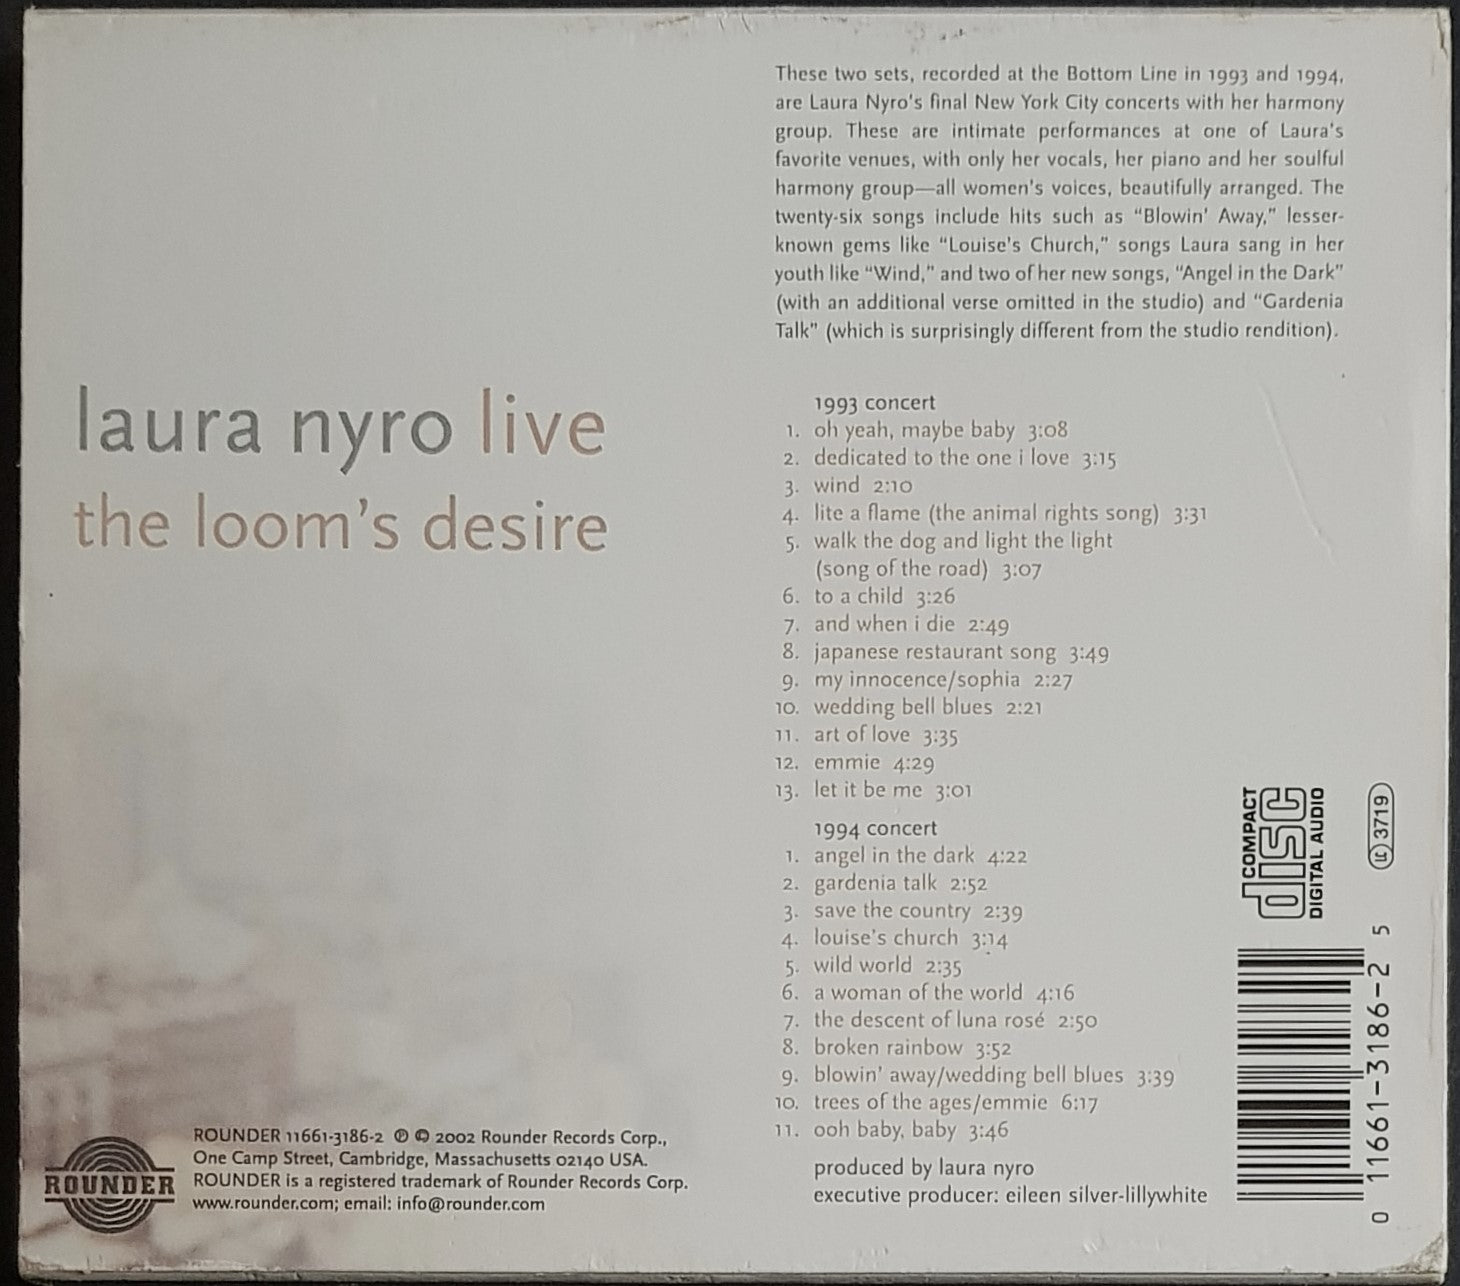 These two sets, recorded at the Bottom Line in 1993 and 1994,
are Laura Nyro's final New York City concerts with her harmony
group. These are intimate performances at one of Laura's
favorite venues, with only her vocals, her piano and her soulful
harmony group—all women's voices, beautifully arranged. The
twenty-six songs include hits such as "Blowin' Away," lesser-
known gems like "Louise's Church," songs Laura sang in her
youth like "Wind," and two of her new songs, "Angel in the Dark"
(with an additional verse omitted in the studio) and "Gardenia
Talk" (which is surprisingly different from the studio rendition).
laura nyro live
the loom's desire
1993 concert
1. oh yeah, maybe baby 3:08
2. dedicated to the one i love 3:15
3. wind 2:10
4. lite a flame (the animal rights song) 3:31
5. walk the dog and light the light
(song of the road) 3:07
6. to a child 3:26
7. and when i die 2:49
8. japanese restaurant song 3:49
9. my innocence/sophia 2:27
10. wedding bell blues 2:21
11. art of love 3:35
12. emmie 4:29
13. let it be me 3:01
1994 concert
1. angel in the dark 4:22
2. gardenia talk 2:52
3. save the country 2:39
4. louise's church 3:14
5. wild world 2:35
6. a woman of the world 4:16
7. the descent of luna rosé 2:50
8. broken rainbow 3:52
9. blowin' away/wedding bell blues 3:39
10. trees of the ages/emmie 6:17
11. ooh baby, baby 3:46
produced by laura nyro
executive producer: eileen silver-lillywhite
ROUNDER
ROUNDER 11661-3186-2 ℗ © 2002 Rounder Records Corp.,
One Camp Street, Cambridge, Massachusetts 02140 USA.
ROUNDER is a registered trademark of Rounder Records Corp.
www.rounder.com; email: info@rounder.com
COMPACT
disc
DIGITAL AUDIO
LC 3719
0 11661-3186-2 5